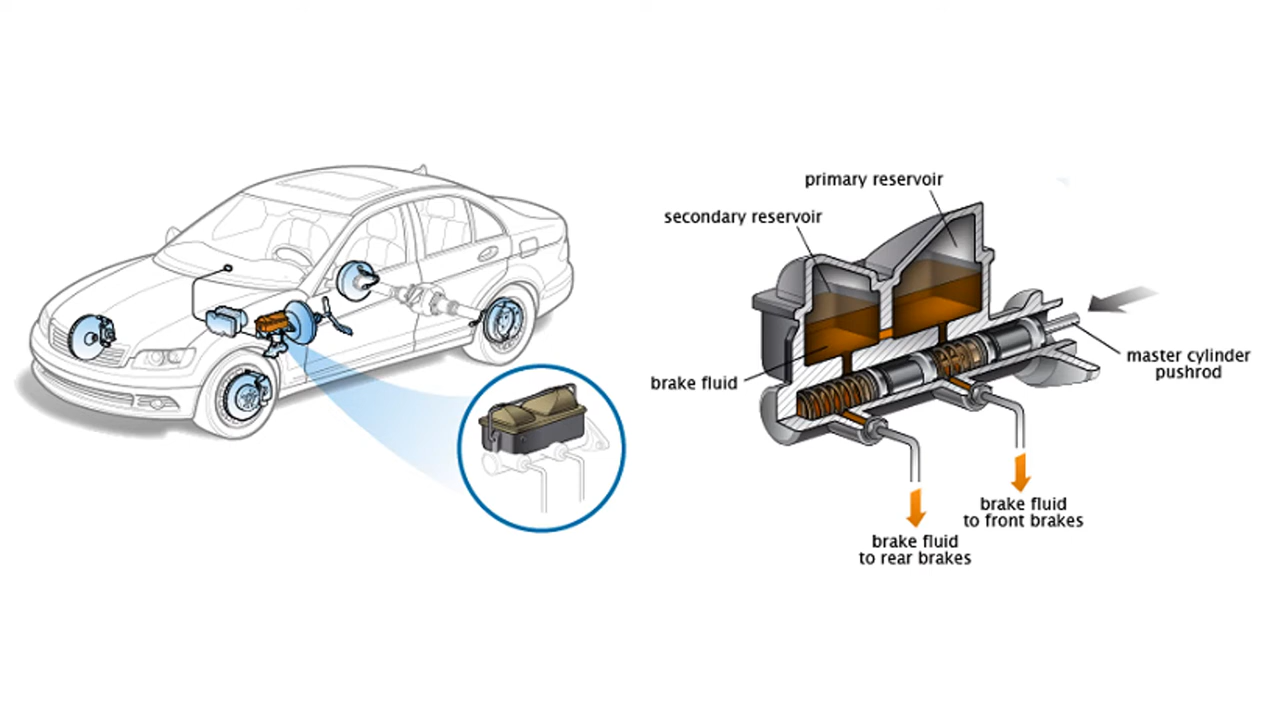 primary reservoir
secondary reservoir
brake fluid
master cylinder
pushrod
brake fluid
to front brakes
brake fluid
to rear brakes